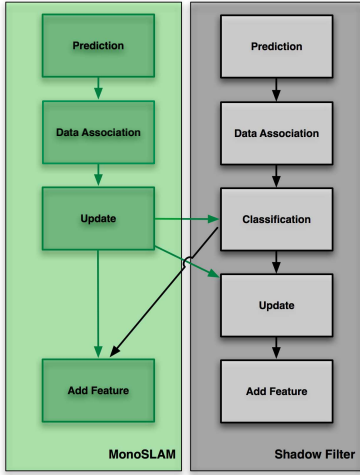 Prediction
Data Association
Update
Add Feature
MonoSLAM
Prediction
Data Association
Classification
Update
Add Feature
Shadow Filter